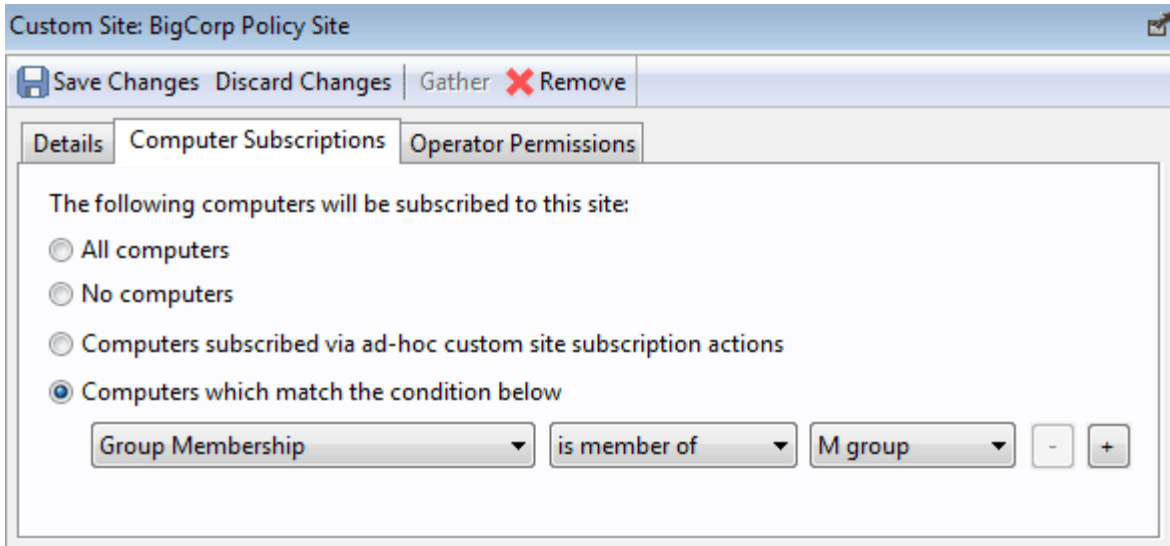 Custom Site: BigCorp Policy Site
Save Changes Discard Changes Gather Remove
Details Computer Subscriptions Operator Permissions
The following computers will be subscribed to this site:
All computers
No computers
Computers subscribed via ad-hoc custom site subscription actions
Computers which match the condition below
Group Membership is member of M group - +